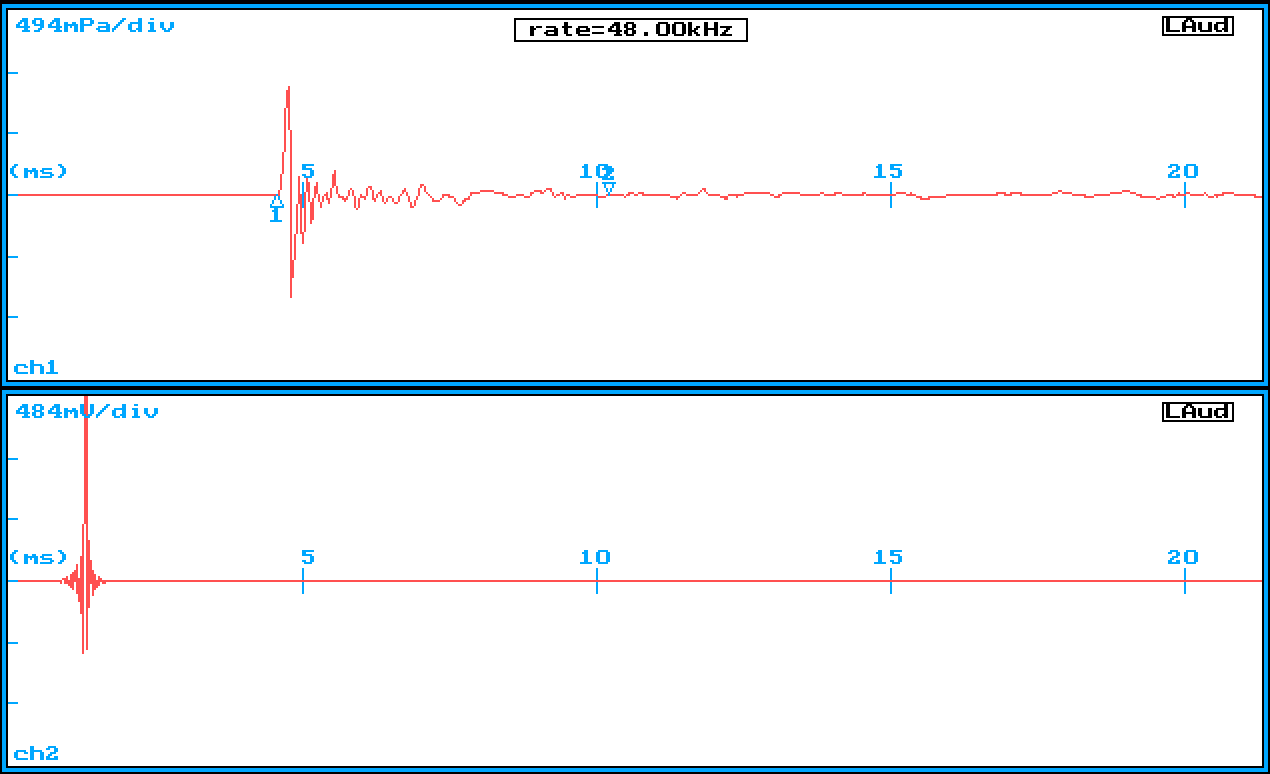 494mPa/div
rate=48.00kHz
LAud
(ms)
5
10
2
15
20
1
ch1
484mV/div
LAud
(ms)
5
10
15
20
ch2